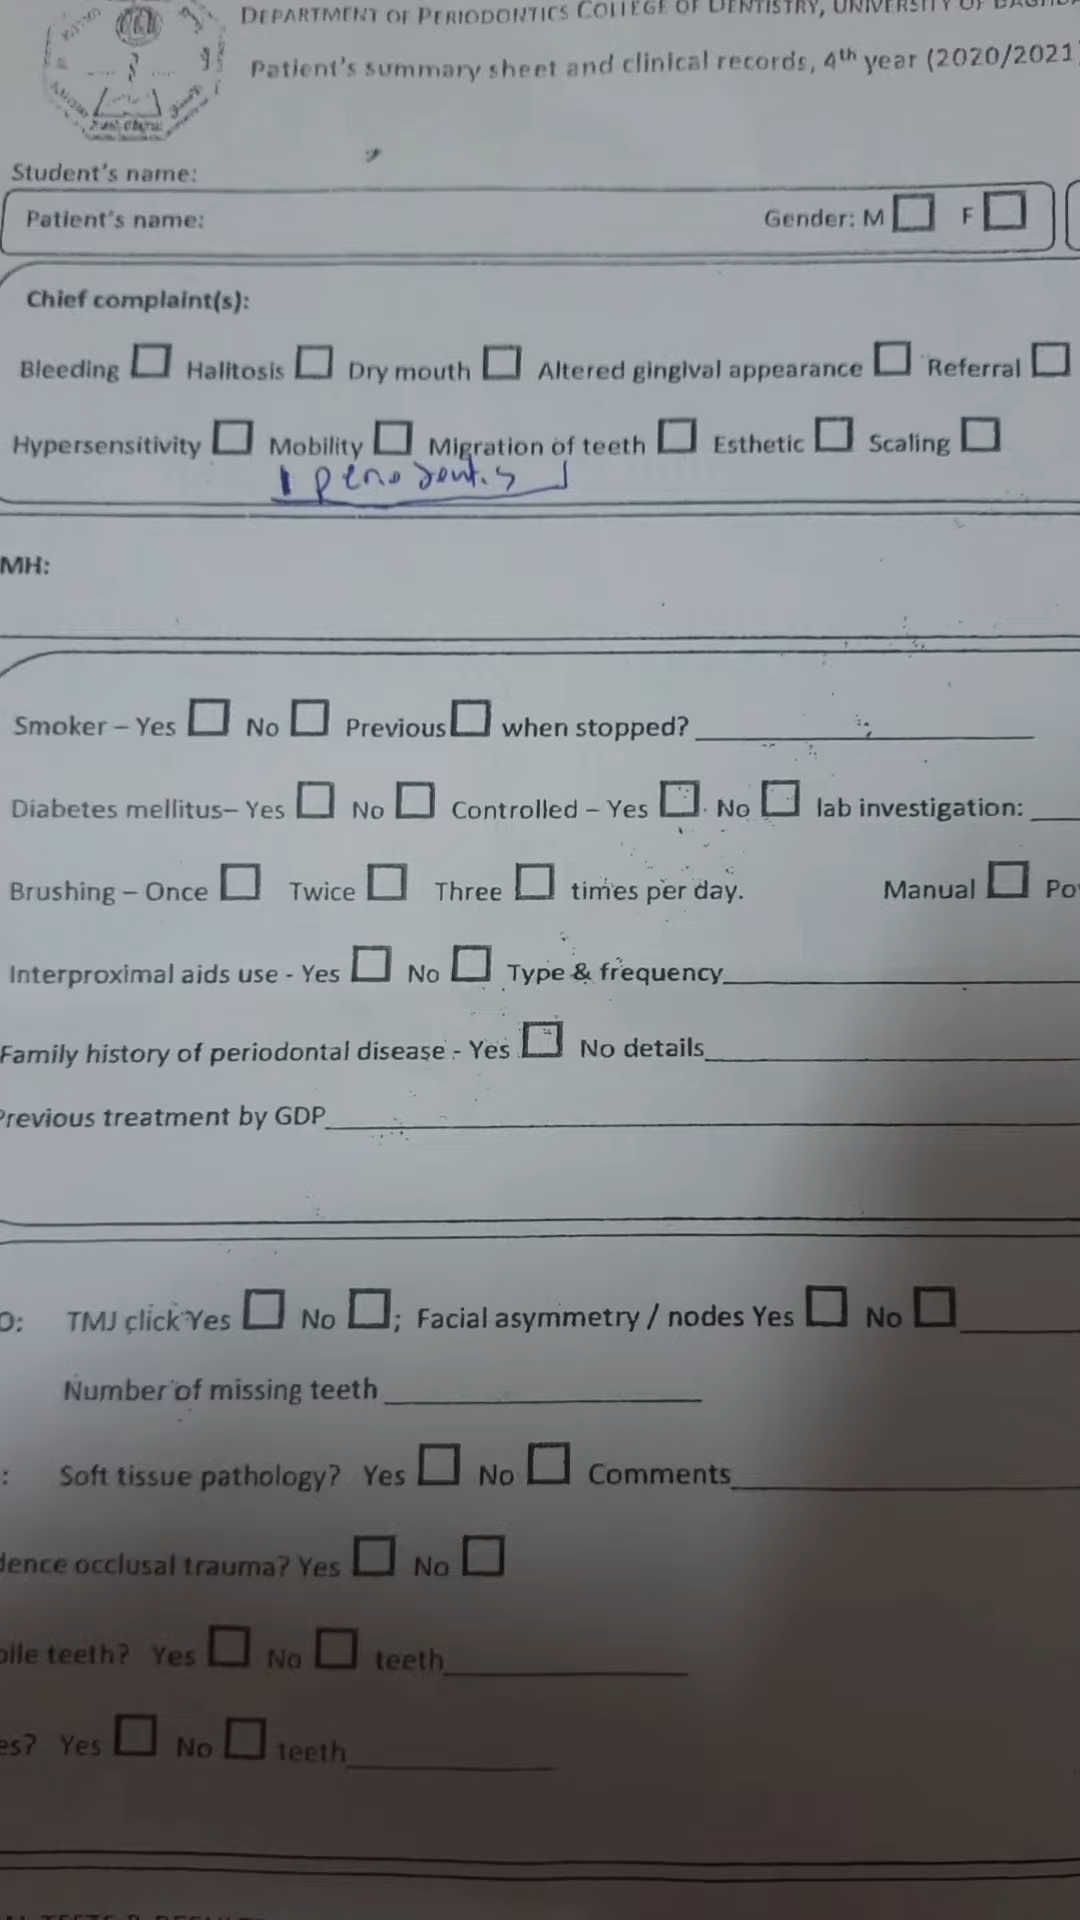 DEPARTMENT OF PERIODONTICS COLLEGE OF DENTISTRY, UNIVERSITY OF
Patient's summary sheet and clinical records, 4th year (2020/2021
Student's name:
Patient's name: Gender: M F
Chief complaint(s):
Bleeding Halitosis Dry mouth Altered gingival appearance Referral
Hypersensitivity Mobility Migration of teeth Esthetic Scaling
MH:
Smoker – Yes No Previous when stopped?
Diabetes mellitus– Yes No Controlled – Yes No lab investigation:
Brushing – Once Twice Three times per day. Manual Po
Interproximal aids use - Yes No Type & frequency
Family history of periodontal disease - Yes No details
Previous treatment by GDP
O: TMJ click Yes No ; Facial asymmetry / nodes Yes No
Number of missing teeth
: Soft tissue pathology? Yes No Comments
dence occlusal trauma? Yes No
teeth? Yes No teeth
es? Yes No teeth